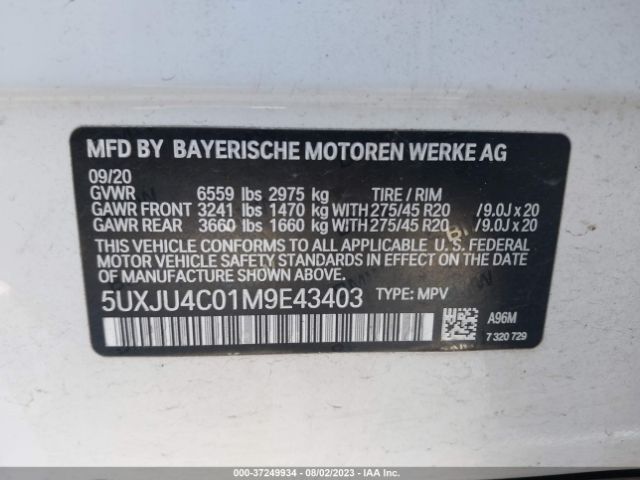 MFD BY BAYERISCHE MOTOREN WERKE AG
09/20
GVWR 6559 lbs 2975 kg TIRE / RIM
GAWR FRONT 3241 lbs 1470 kg WITH 275/45 R20 / 9.0J x 20
GAWR REAR 3660 lbs 1660 kg WITH 275/45 R20 / 9.0J x 20
THIS VEHICLE CONFORMS TO ALL APPLICABLE U. S. FEDERAL
MOTOR VEHICLE SAFETY STANDARDS IN EFFECT ON THE
DATE OF MANUFACTURE SHOWN ABOVE.
5UXJU4C01M9E43403 TYPE: MPV
A96M
7 320 729
000-37249934 - 08/02/2023 - COPART.COM